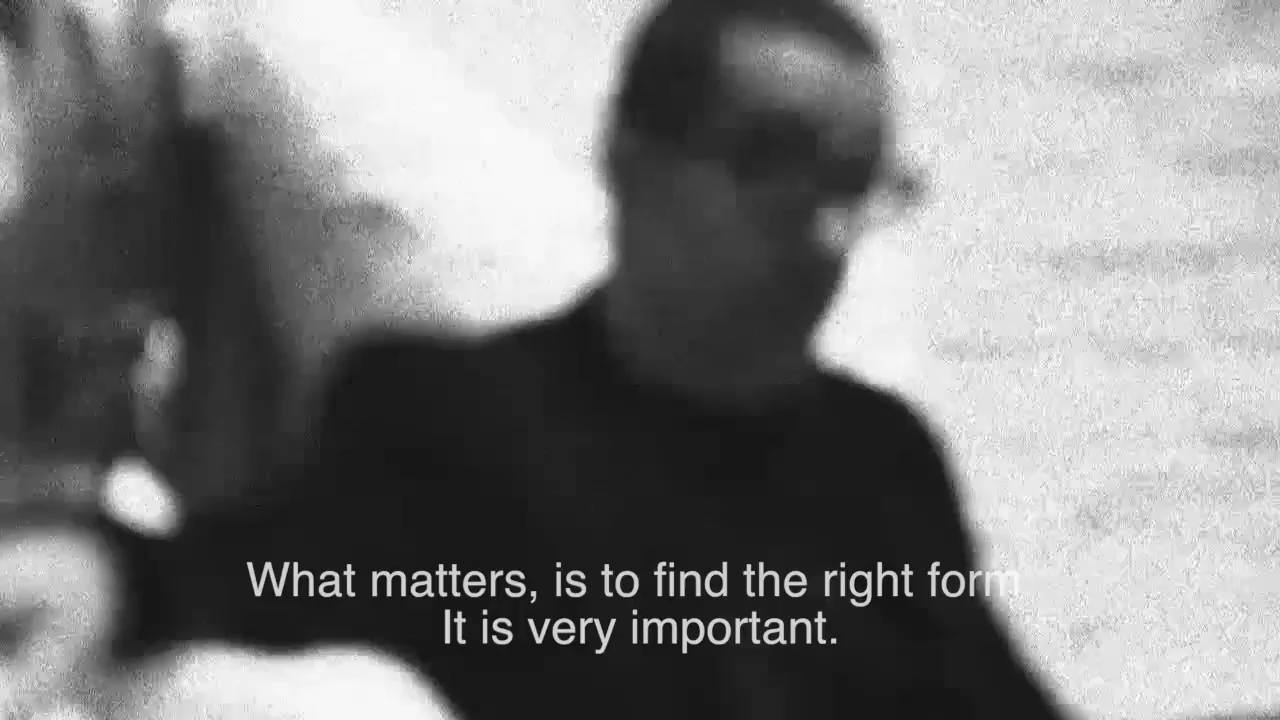 What matters, is to find the right form
It is very important.